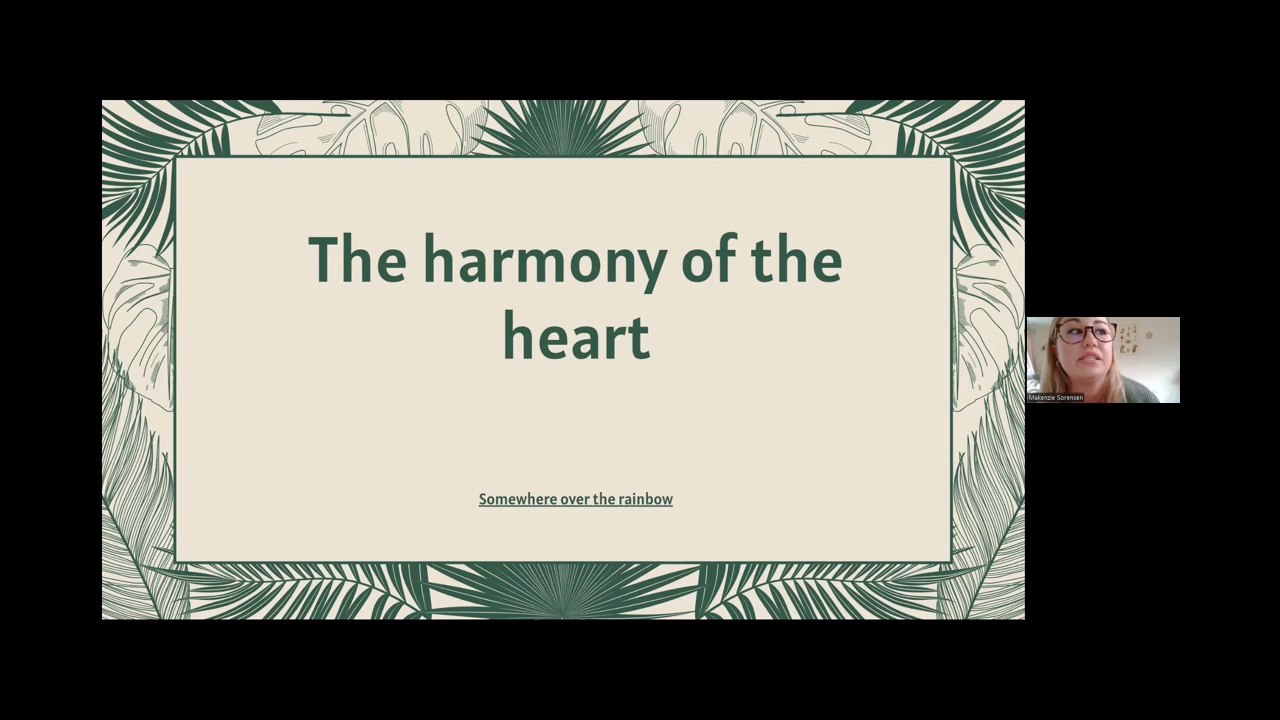 The harmony of the
heart
Somewhere over the rainbow
Makenzie Sorensen